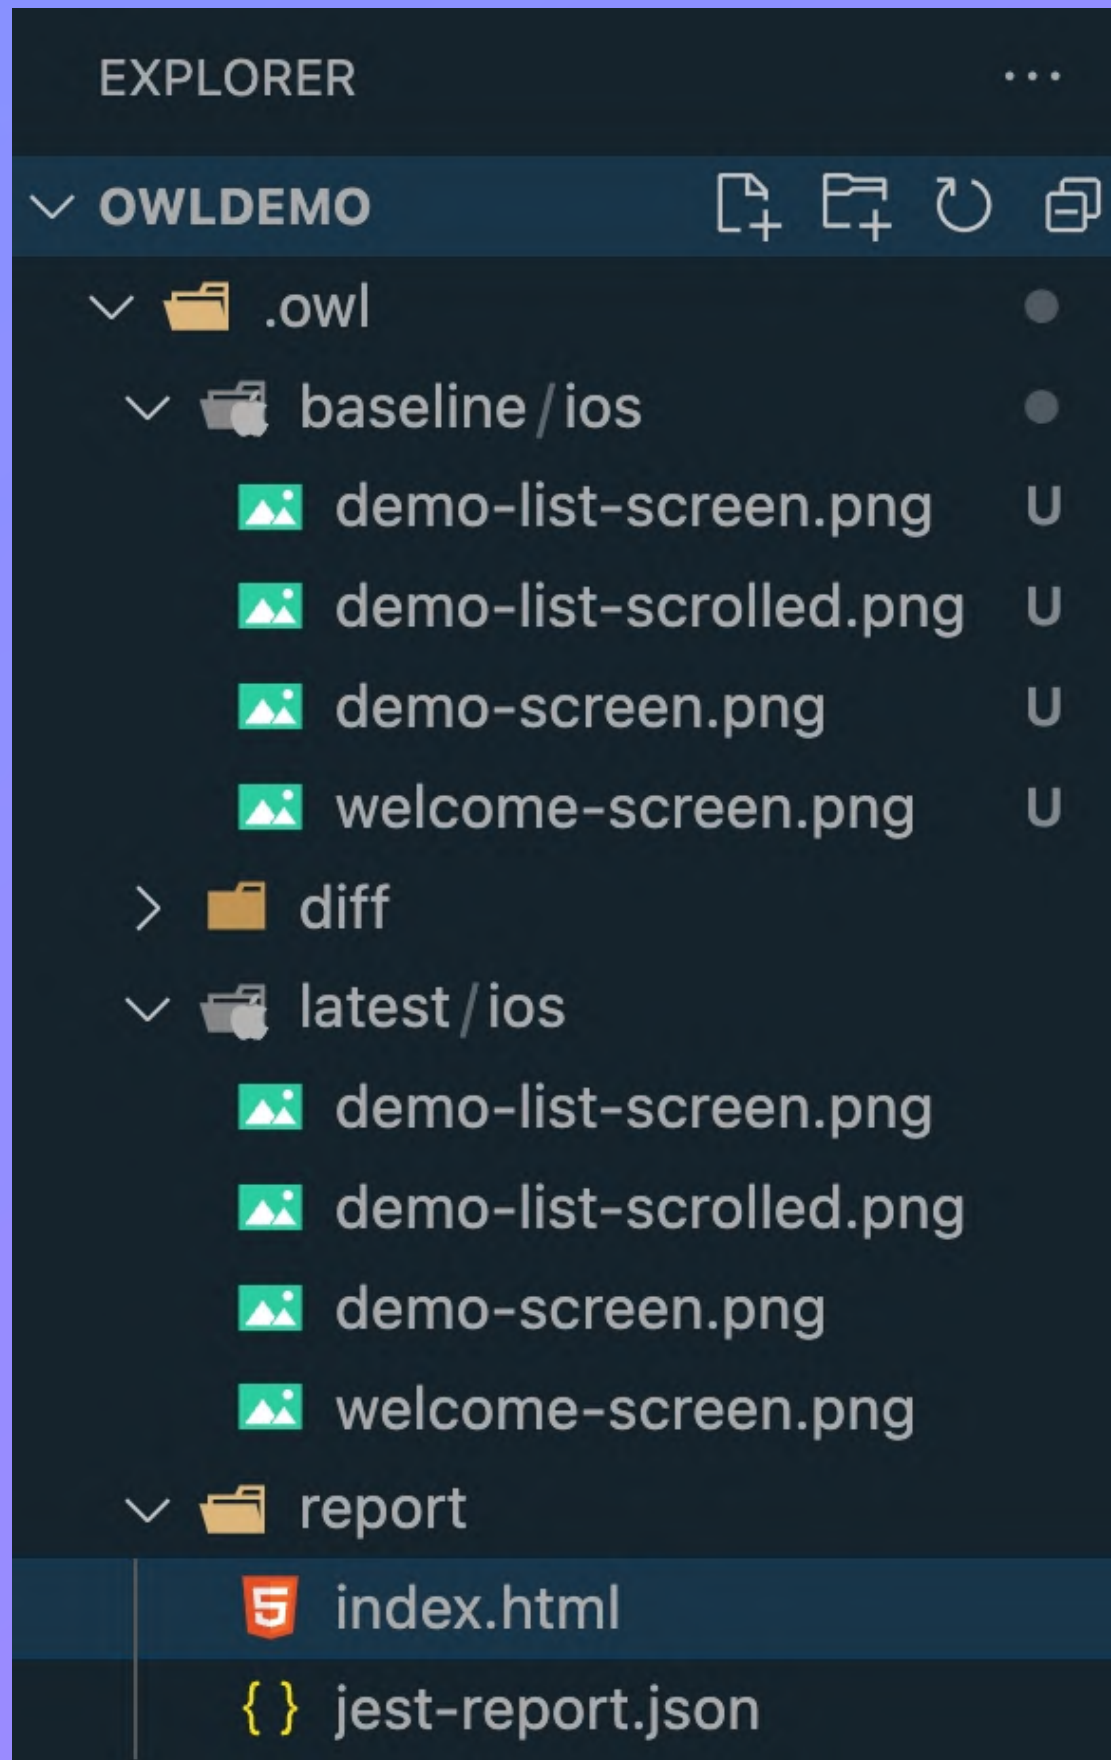 EXPLORER ...
OWLDEMO
.owl
baseline/ios
demo-list-screen.png U
demo-list-scrolled.png U
demo-screen.png U
welcome-screen.png U
diff
latest/ios
demo-list-screen.png
demo-list-scrolled.png
demo-screen.png
welcome-screen.png
report
5 index.html
{} jest-report.json